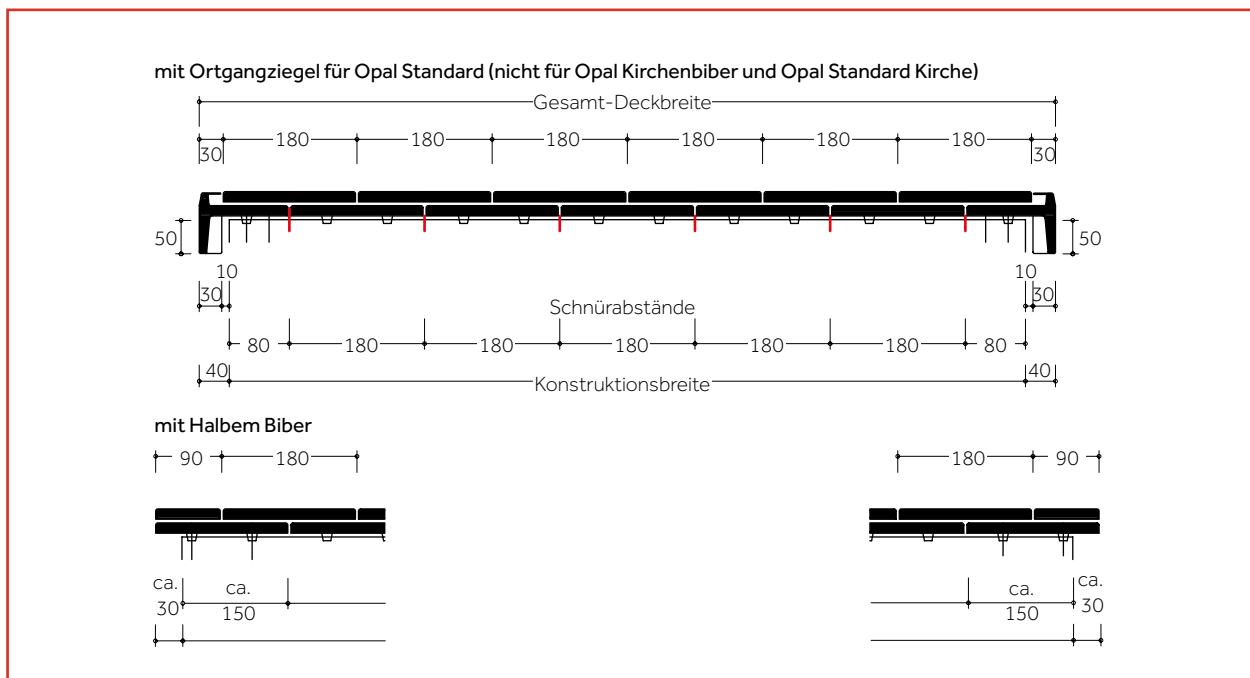 mit Ortgangziegel für Opal Standard (nicht für Opal Kirchenbiber und Opal Standard Kirche)
Gesamt-Deckbreite
30 180 180 180 180 180 180 30
50 50
10 10
30 30
Schnürabstände
80 180 180 180 180 180 80
40 Konstruktionsbreite 40
mit Halbem Biber
90 180 180 90
ca. ca. ca. ca.
30 150 150 30